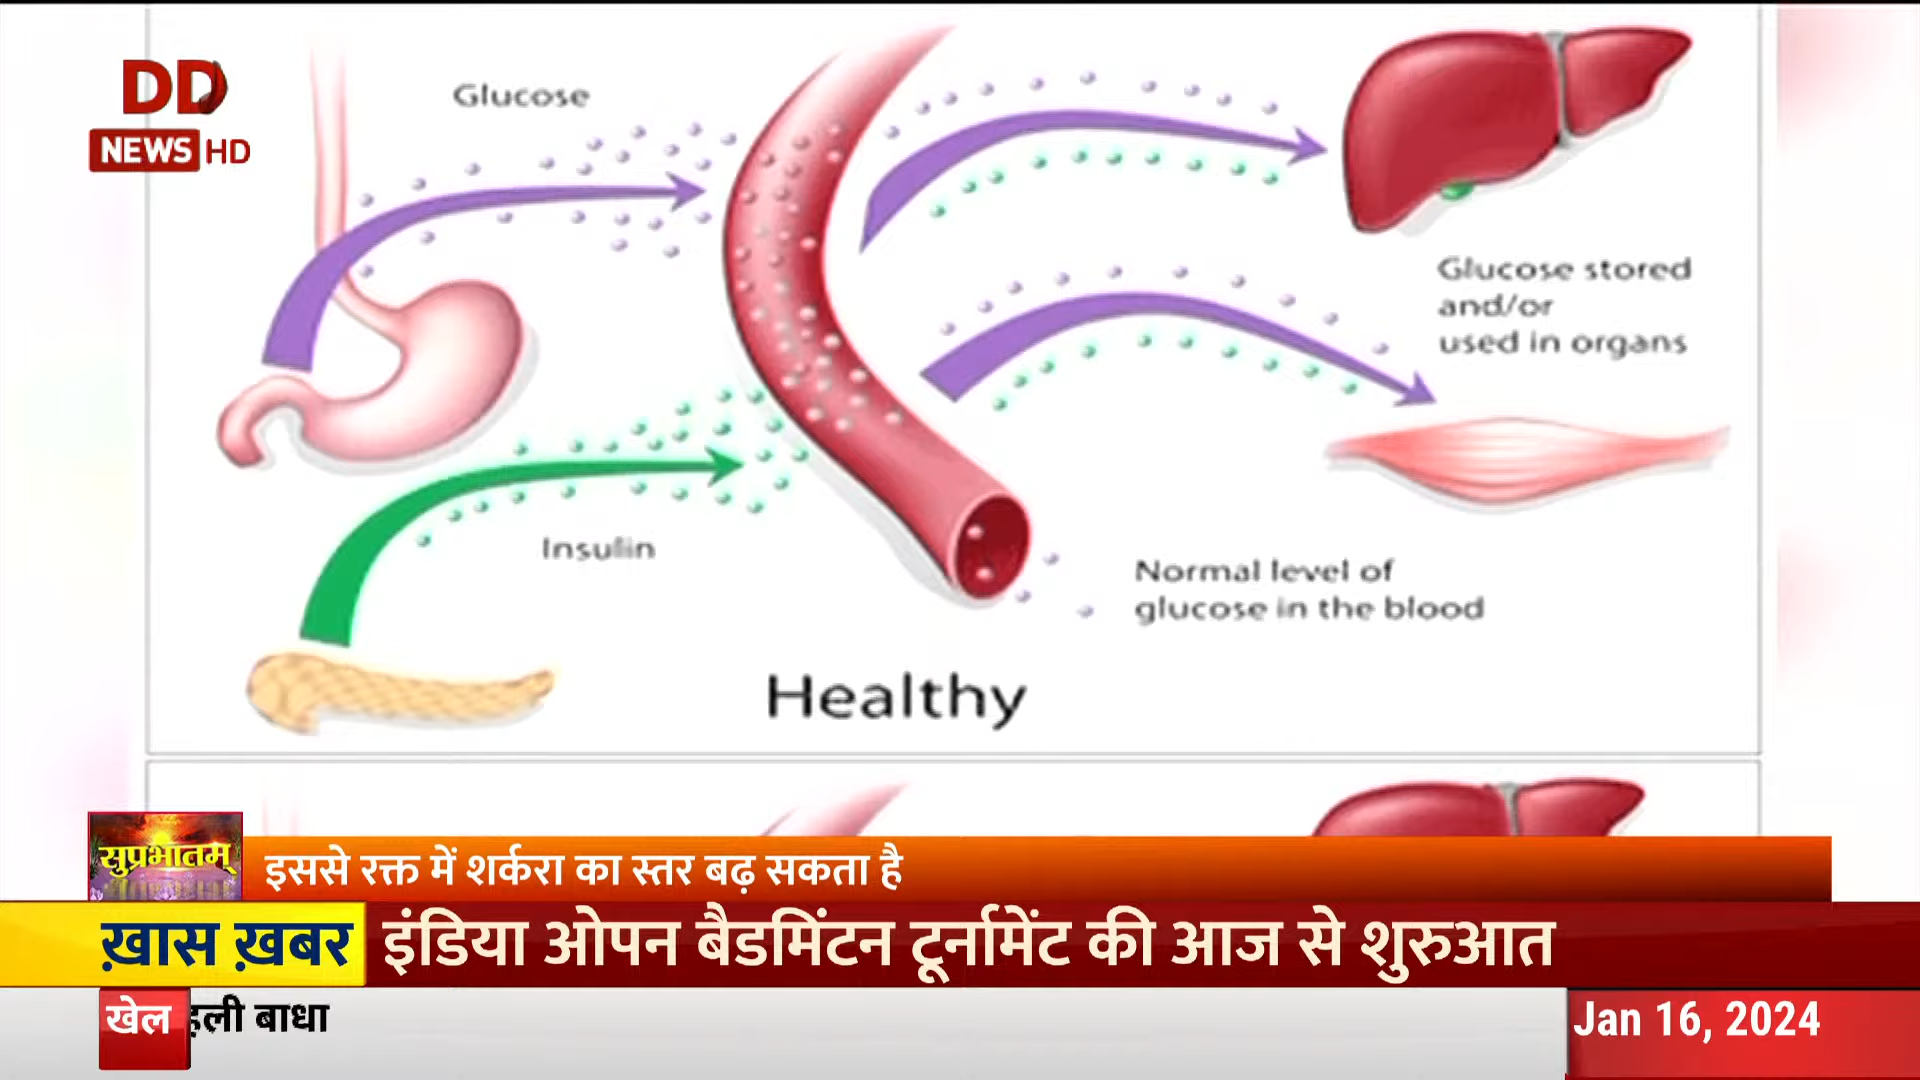 DD
NEWS HD
Glucose
Glucose stored
and/or
used in organs
Insulin
Normal level of
glucose in the blood
Healthy
सुप्रभातम्
इससे रक्त में शर्करा का स्तर बढ़ सकता है
ख़ास ख़बर
इंडिया ओपन बैडमिंटन टूर्नामेंट की आज से शुरुआत
खेल
बाधा
Jan 16, 2024